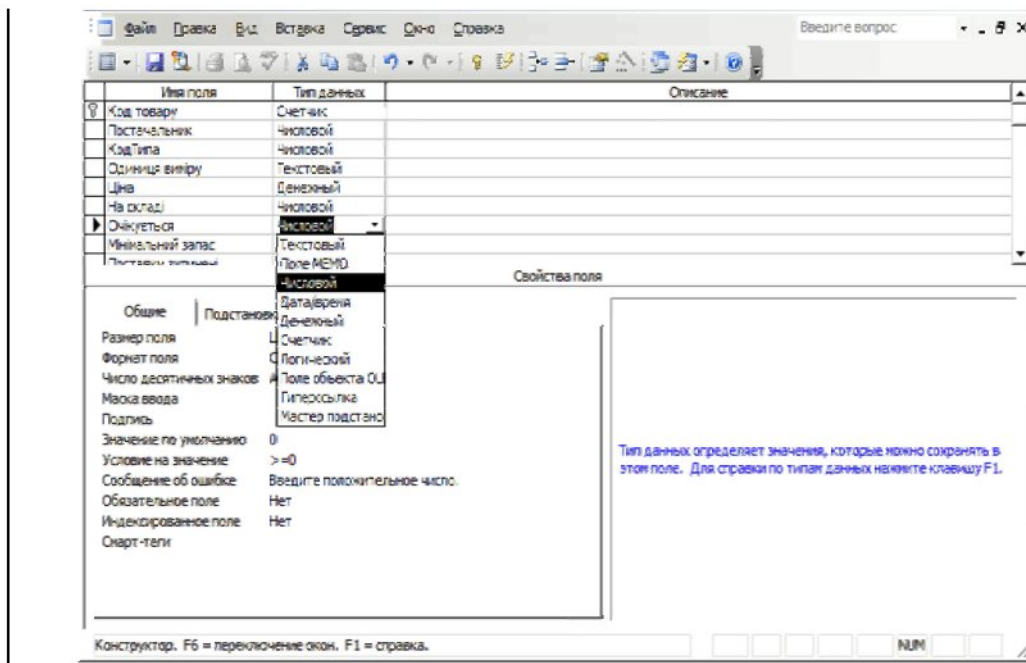 Файл Правка Вид Вставка Сервис Окно Справка Введите вопрос
Имя поля Тип данных Описание
Код товару Счетчик
Постачальник Числовой
КодТипа Числовой
Одиниця виміру Текстовый
Ціна Денежный
На складі Числовой
Очікується Числовой
Мінімальний запас Текстовый
Поле MEMO
Свойства поля
Числовой
Дата/время
Общие
Денежный
Размер поля Счетчик
Формат поля Логический
Число десятичных знаков Поле объекта
Маска ввода Гиперссылка
Подпись Мастер подстано
Значение по умолчанию 0
Условие на значение >=0
Сообщение об ошибке Введите положительное число.
Обязательное поле Нет
Индексированное поле Нет
Смарт-теги
Тип данных определяет значения, которые можно сохранять в
этом поле. Для справки по типам данных нажмите клавишу F1.
Конструктор. F6 = переключение окон. F1 = справка. NUM